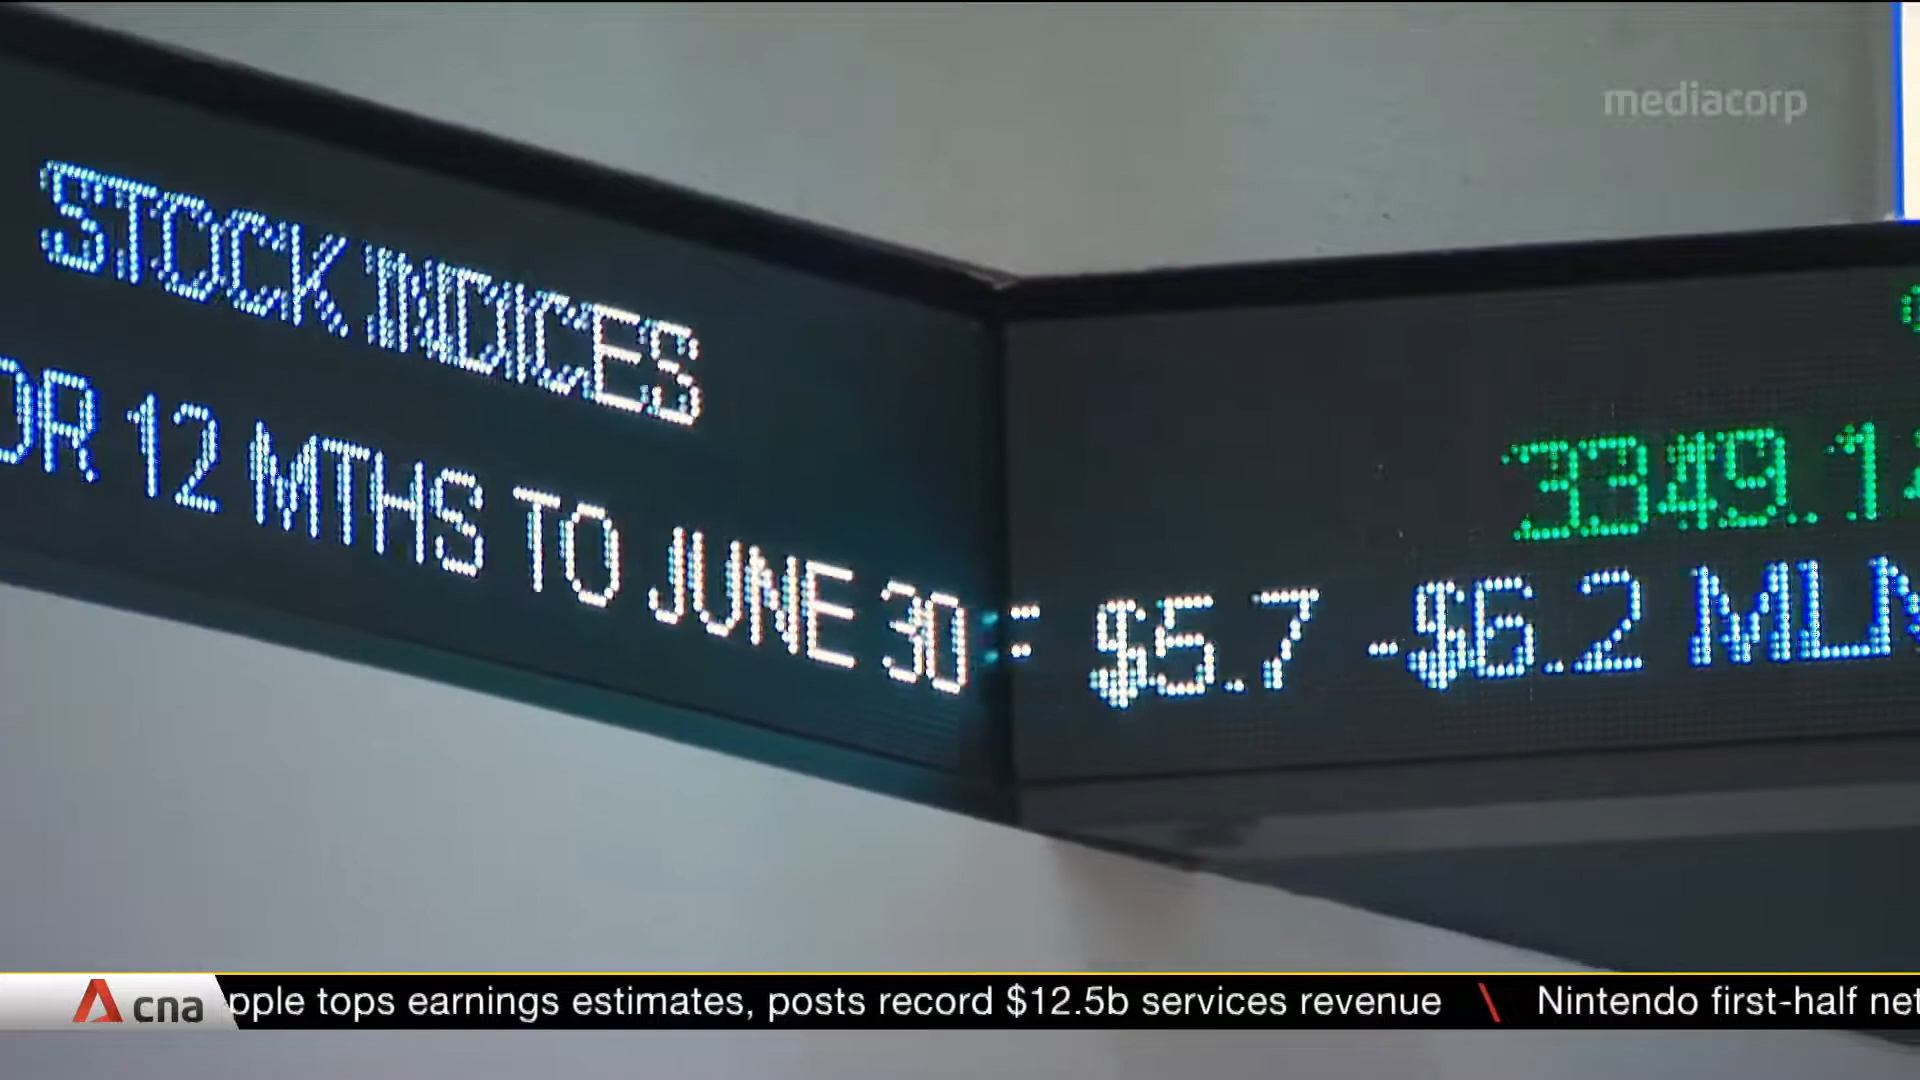 mediacorp
STOCK INDICES
3349.1
OR 12 MTHS TO JUNE 30 = $5.7 -$6.2 MLN
cna
pple tops earnings estimates, posts record $12.5b services revenue \ Nintendo first-half net